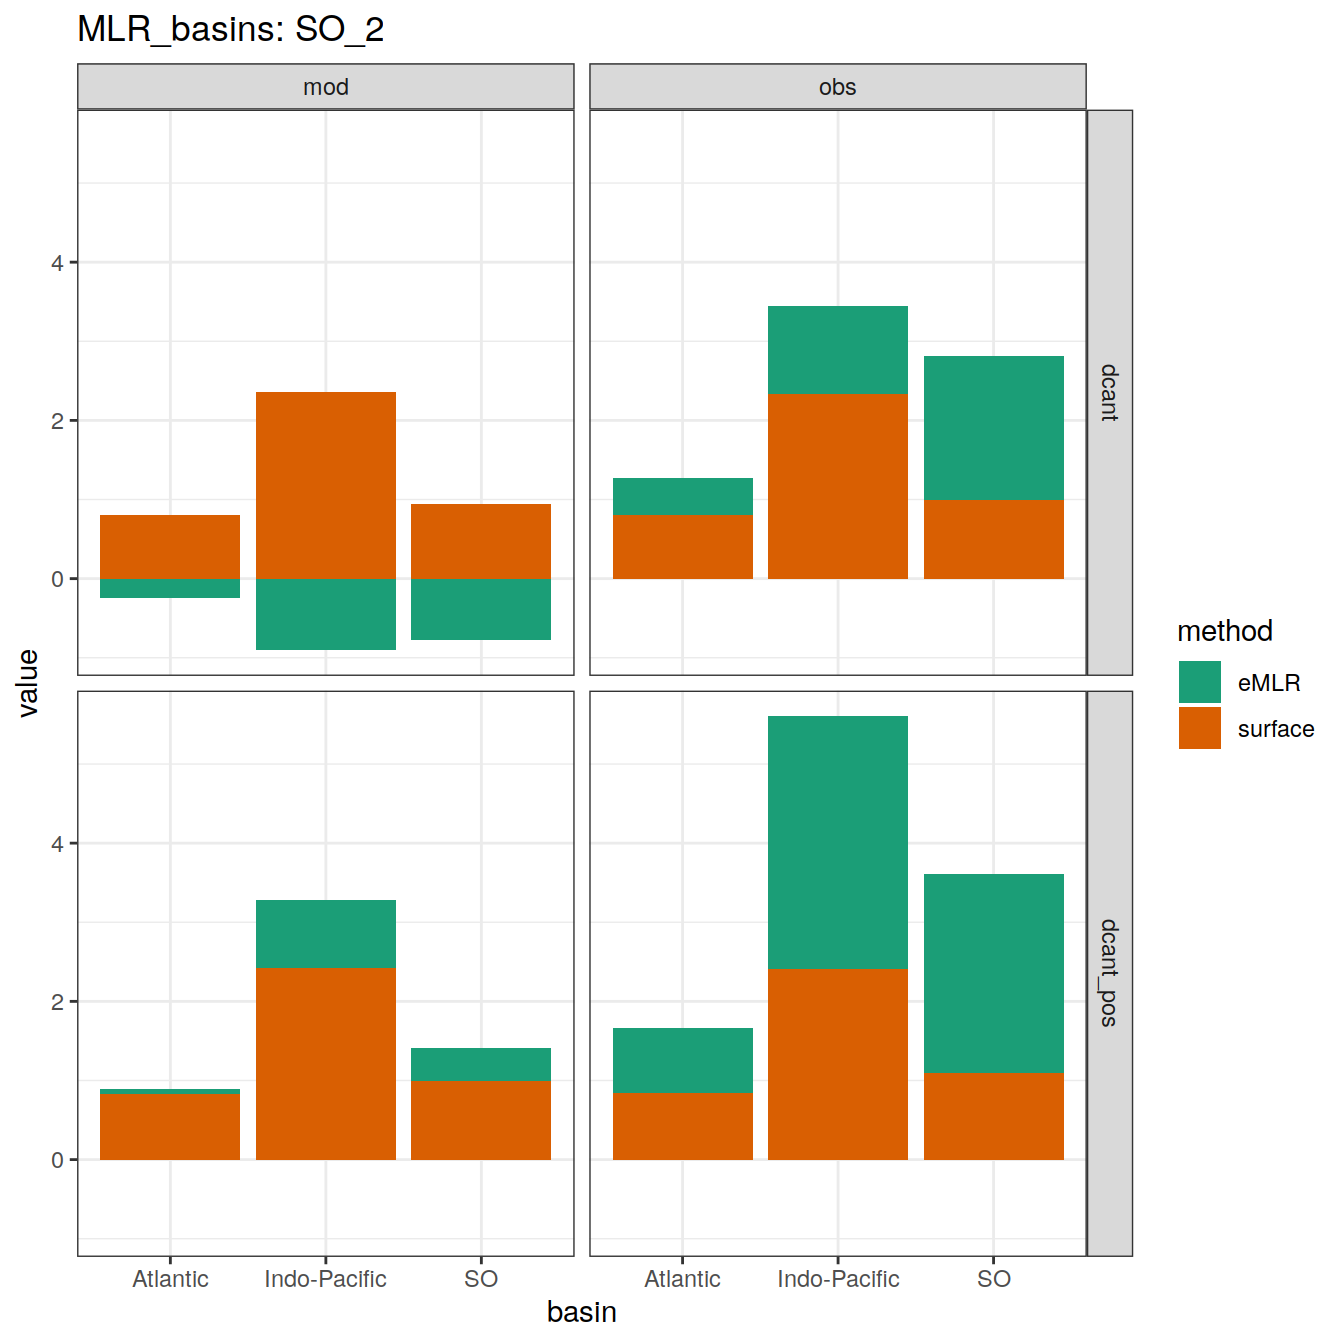 MLR_basins: SO_2
mod
obs
4
2
0
dcant
4
2
0
dcant_pos
value
Atlantic
Indo-Pacific
SO
Atlantic
Indo-Pacific
SO
basin
method
eMLR
surface